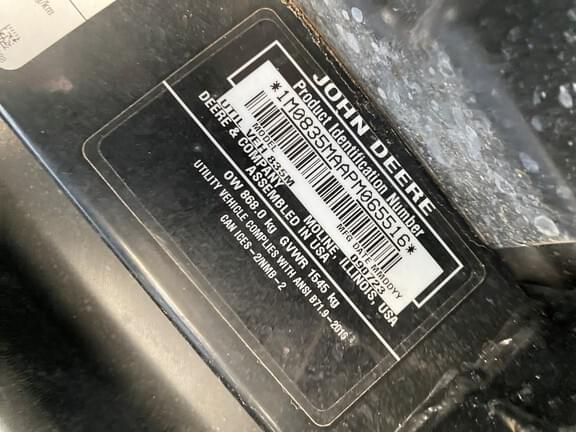 g/km
JOHN DEERE
Product Identification Number
*1M0835MAAPM065516*
MODEL
UTIL VEH 835M
MFG DATE MMDDYY
DEERE & COMPANY MOLINE, ILLINOIS, USA
ASSEMBLED IN USA
OW 868.0 kg GVWR 1545 kg
UTILITY VEHICLE COMPLIES WITH ANSI B71.9-2016
CAN ICES-2/NMB-2